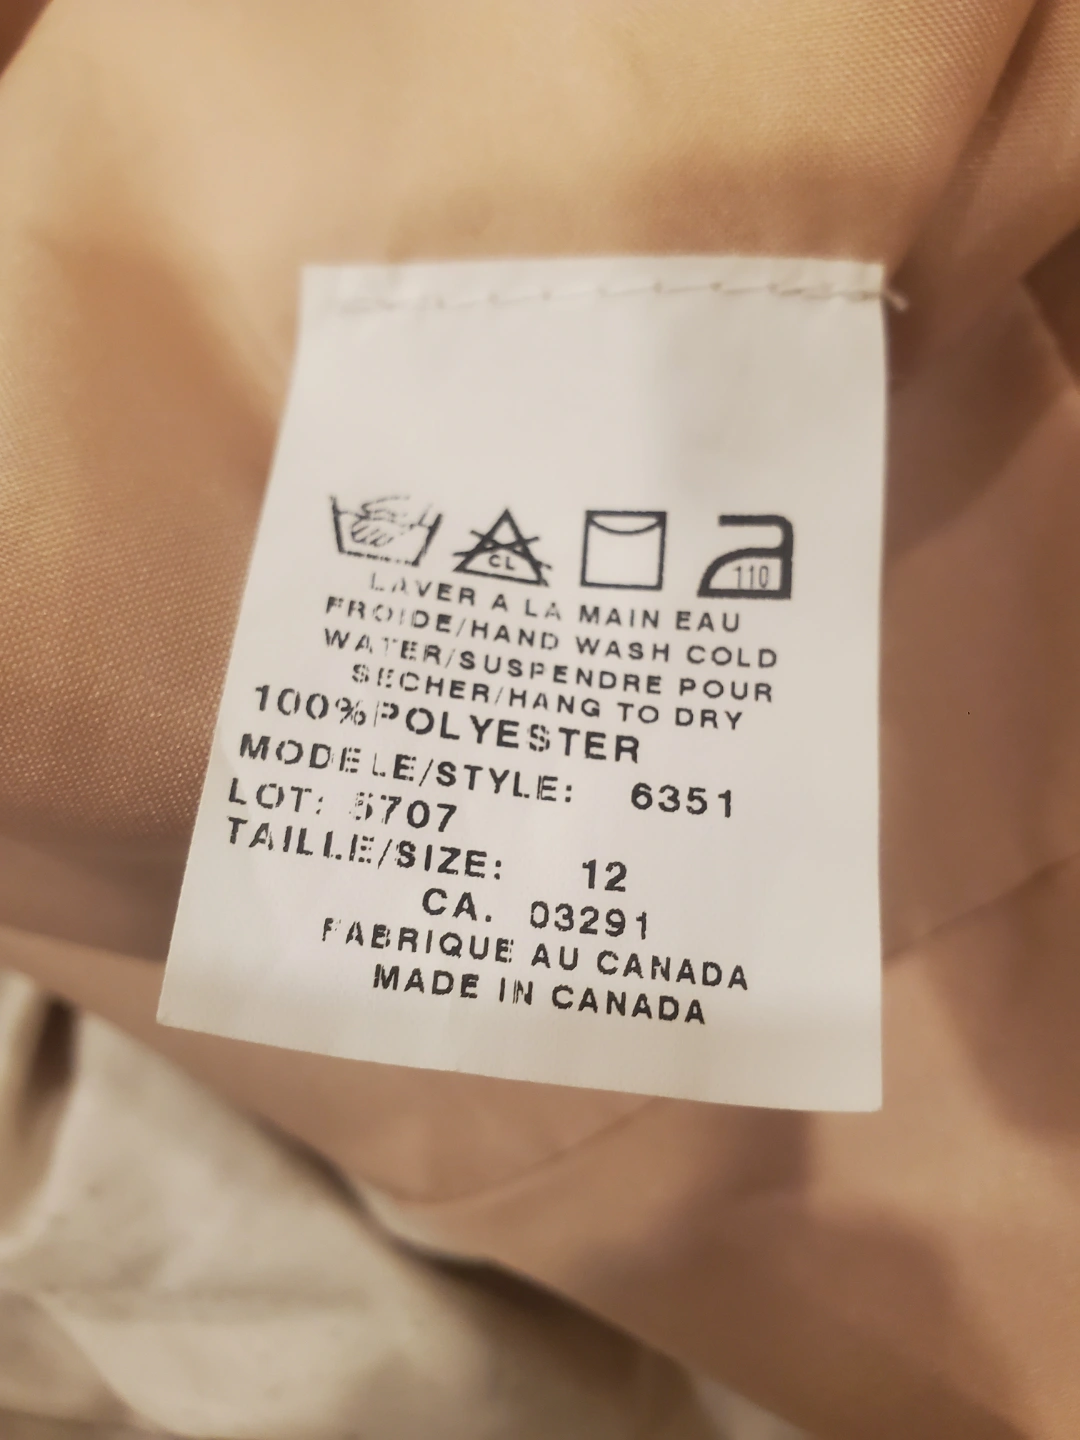 CL
110
LAVER A LA MAIN EAU
FROIDE/HAND WASH COLD
WATER/SUSPENDRE POUR
SECHER/HANG TO DRY
100%POLYESTER
MODELE/STYLE: 6351
LOT: 5707
TAILLE/SIZE: 12
CA. 03291
FABRIQUE AU CANADA
MADE IN CANADA